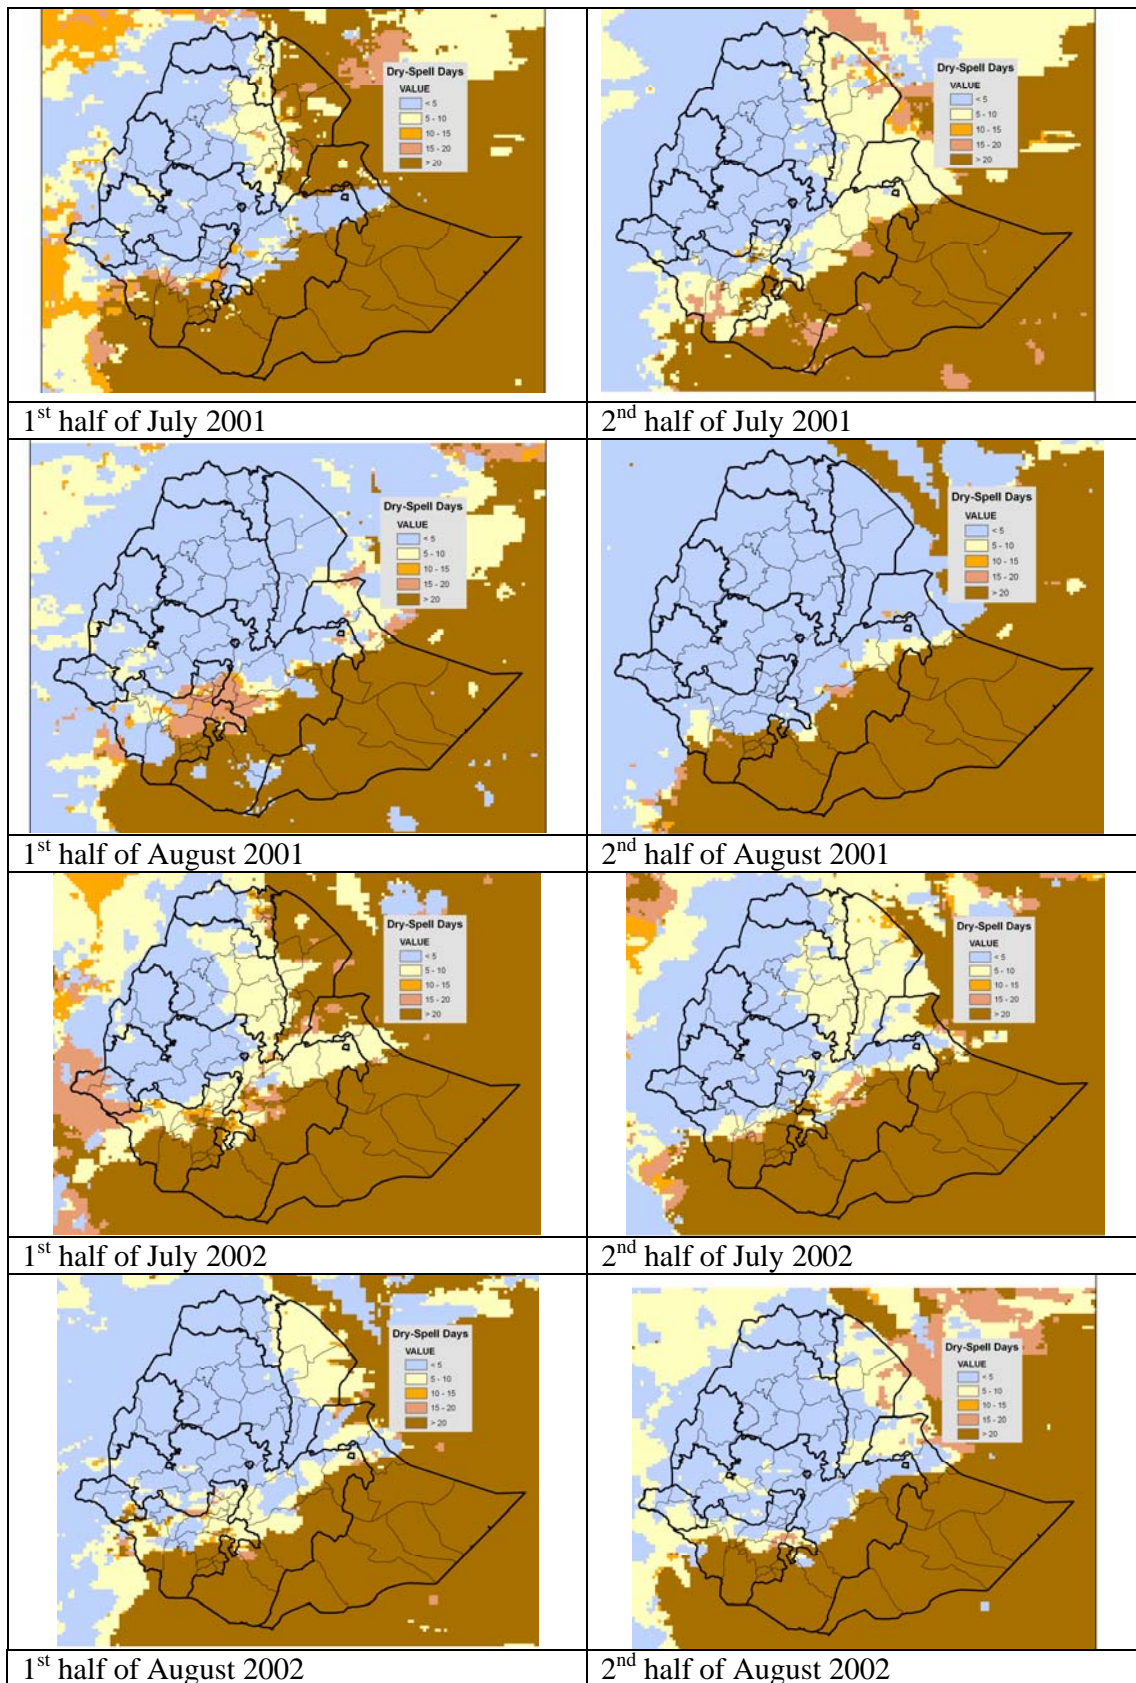 Dry-Spell Days
VALUE
< 5
5 - 10
10 - 15
15 - 20
> 20
Dry-Spell Days
VALUE
< 5
5 - 10
10 - 15
15 - 20
> 20
1st half of July 2001
2nd half of July 2001
Dry-Spell Days
VALUE
< 5
5 - 10
10 - 15
15 - 20
> 20
Dry-Spell Days
VALUE
< 5
5 - 10
10 - 15
15 - 20
> 20
1st half of August 2001
2nd half of August 2001
Dry-Spell Days
VALUE
< 5
5 - 10
10 - 15
15 - 20
> 20
Dry-Spell Days
VALUE
< 5
5 - 10
10 - 15
15 - 20
> 20
1st half of July 2002
2nd half of July 2002
Dry-Spell Days
VALUE
< 5
5 - 10
10 - 15
15 - 20
> 20
Dry-Spell Days
VALUE
< 5
5 - 10
10 - 15
15 - 20
> 20
1st half of August 2002
2nd half of August 2002